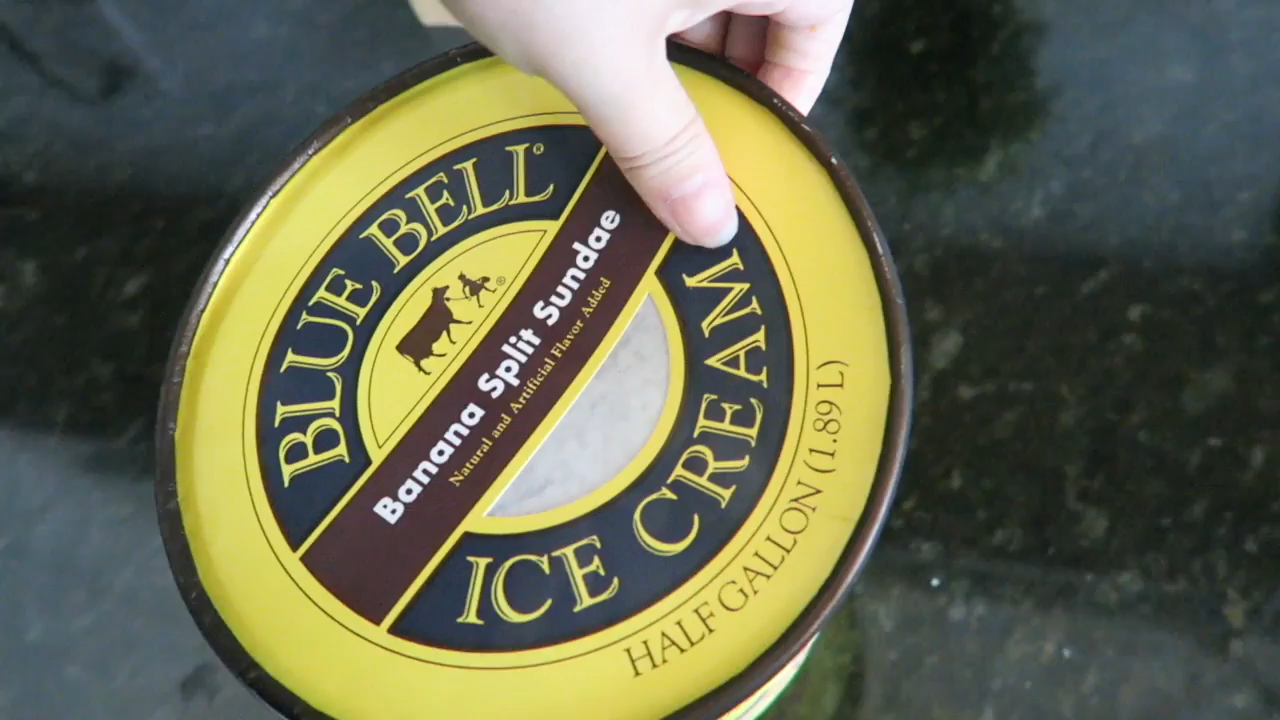 BLUE BELL®
®
Banana Split Sundae
Natural and Artificial Flavor Added
ICE CREAM
HALF GALLON (1.89 L)